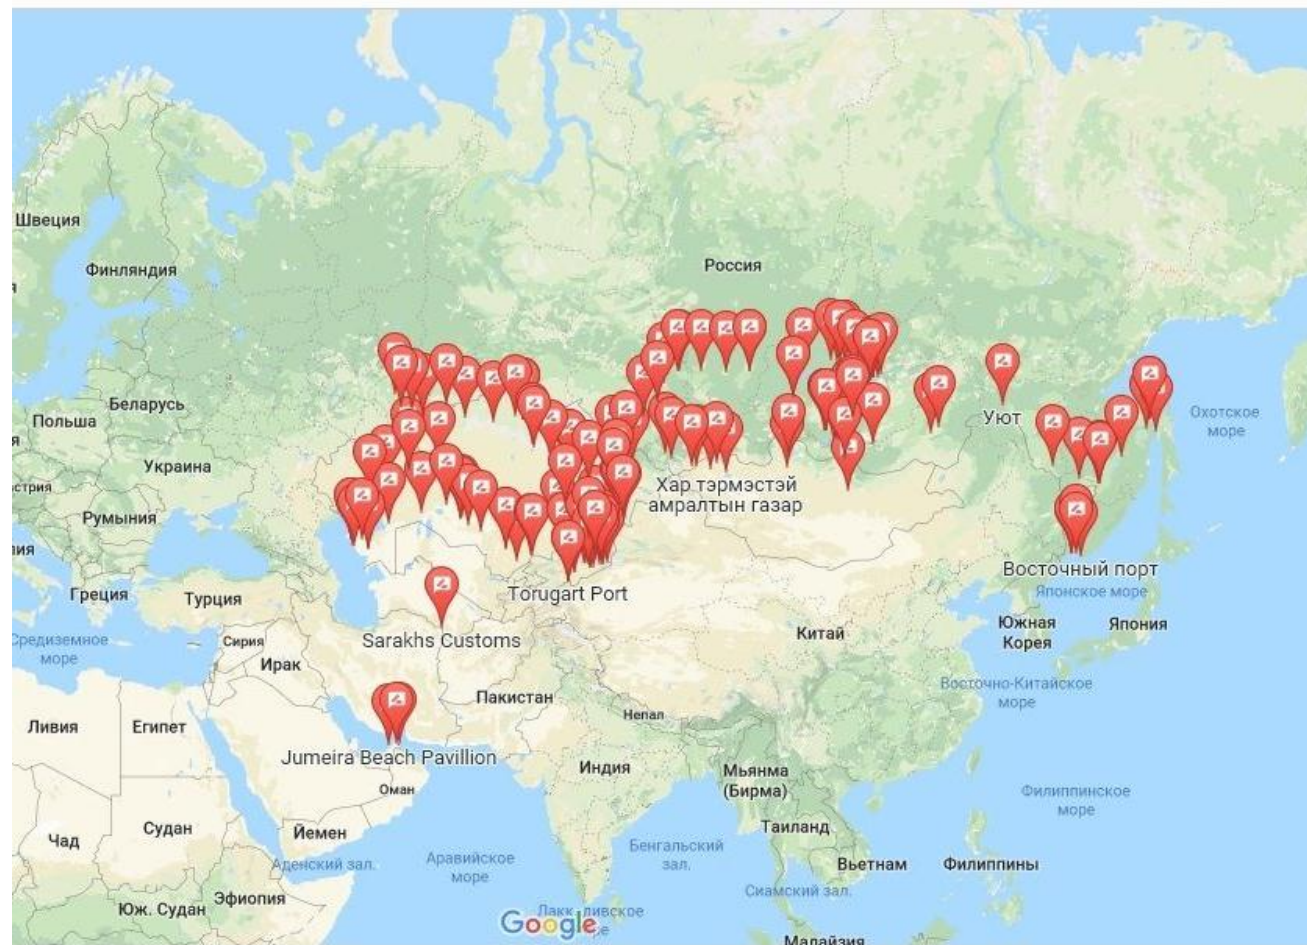 Швеция
Финляндия
Россия
Беларусь
Польша
Украина
Румыния
Греция
Турция
Средиземное
море
Сирия
Ирак
Уют
Охотское
море
Хар тэрмэстэй
амралтын газар
Torugart Port
Sarakhs Customs
Восточный порт
Японское море
Южная
Корея
Япония
Китай
Восточно-Китайское
море
Пакистан
Непал
Ливия
Египет
Jumeira Beach Pavillion
Оман
Индия
Мьянма
(Бирма)
Филиппинское
море
Чад
Судан
Йемен
Аденский зал.
Аравийское
море
Бенгальский
зал.
Таиланд
Вьетнам
Филиппины
Сиамский зал.
Юж. Судан
Эфиопия
Google
Малайзия